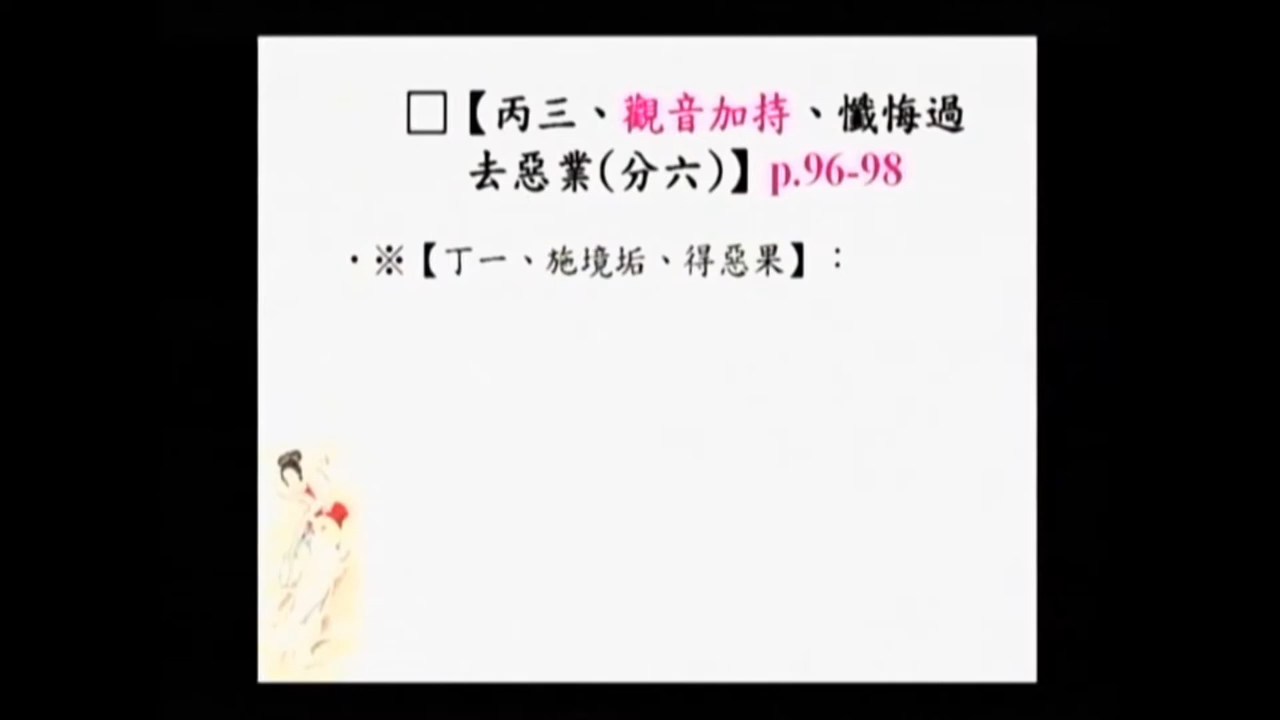 □【丙三、觀音加持、懺悔過
去惡業(分六)】p.96-98
·※【丁一、施境垢、得惡果】：